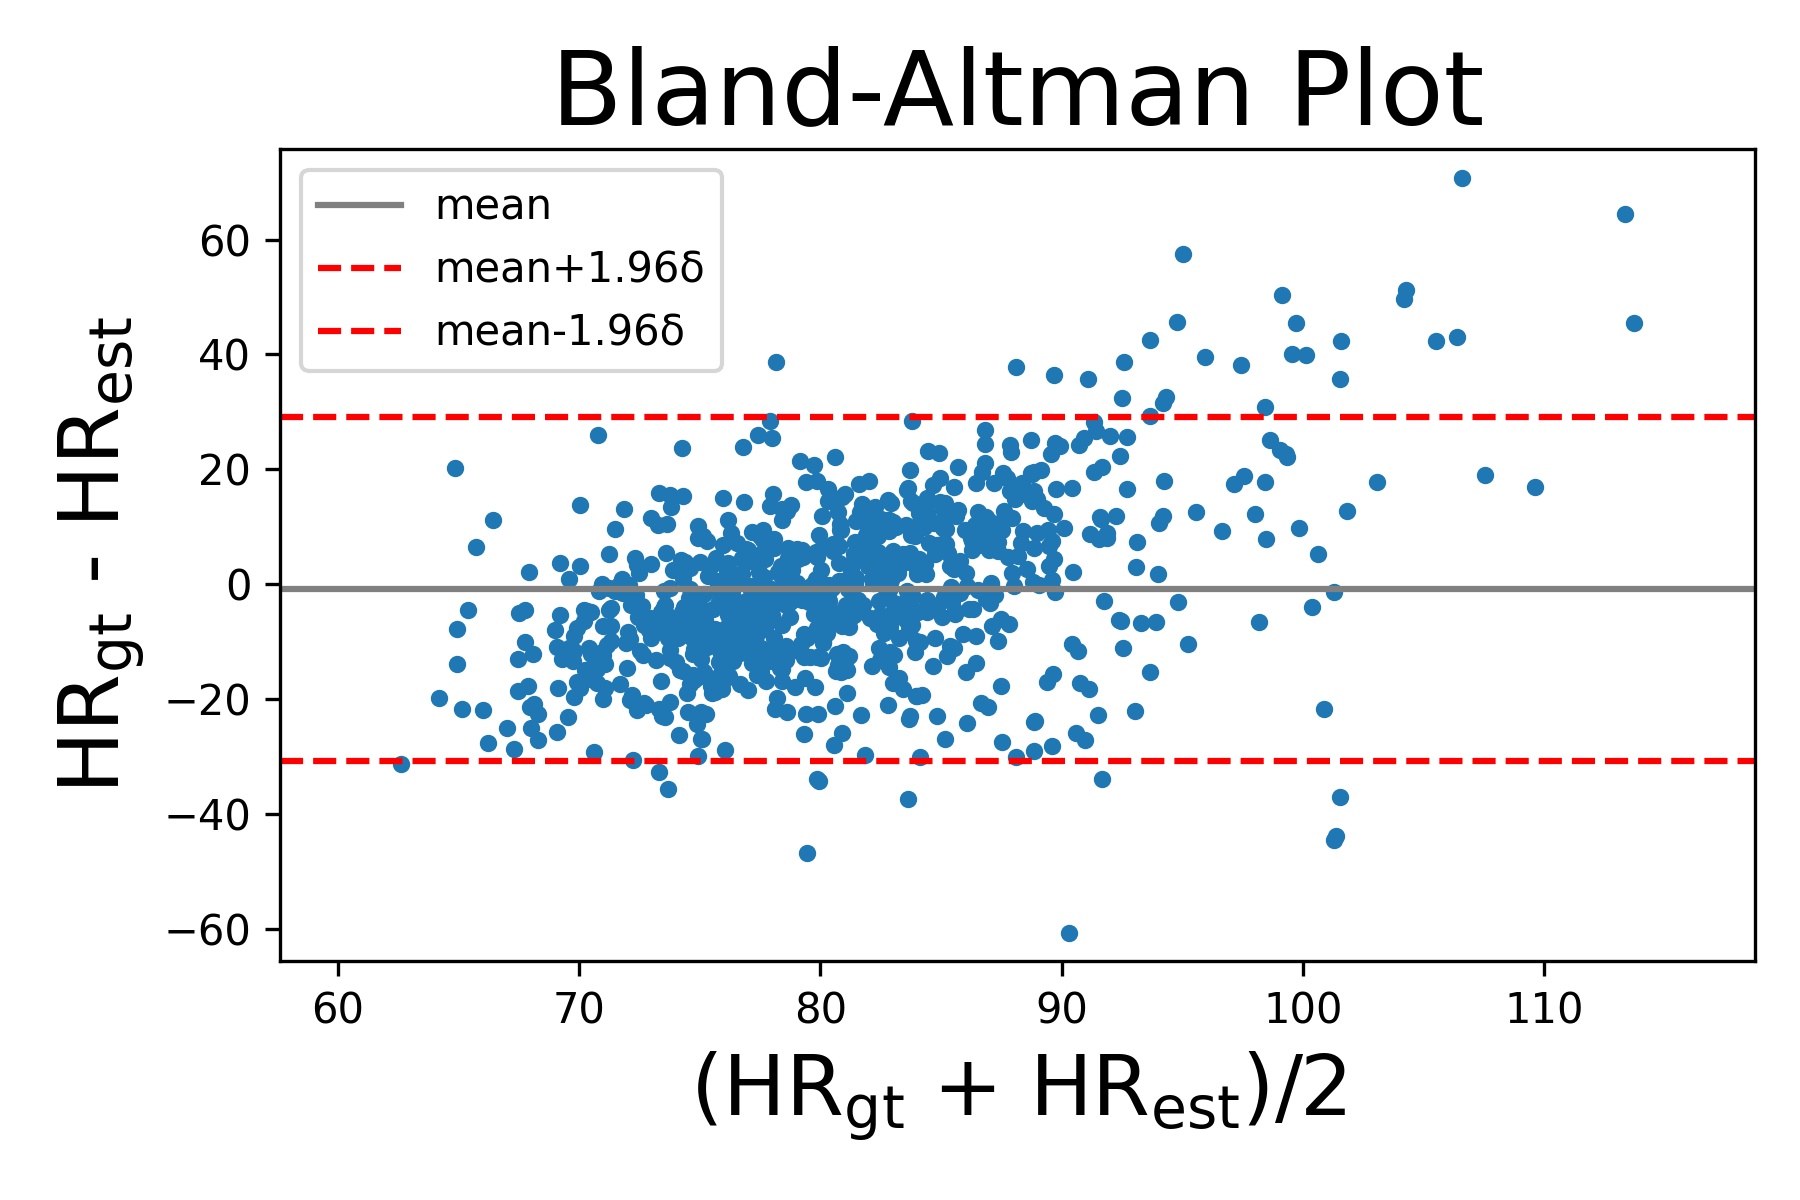 Bland-Altman Plot
mean
mean+1.96δ
mean-1.96δ
HRgt - HRest
60
40
20
0
−20
−40
−60
60 70 80 90 100 110
(HRgt + HRest)/2